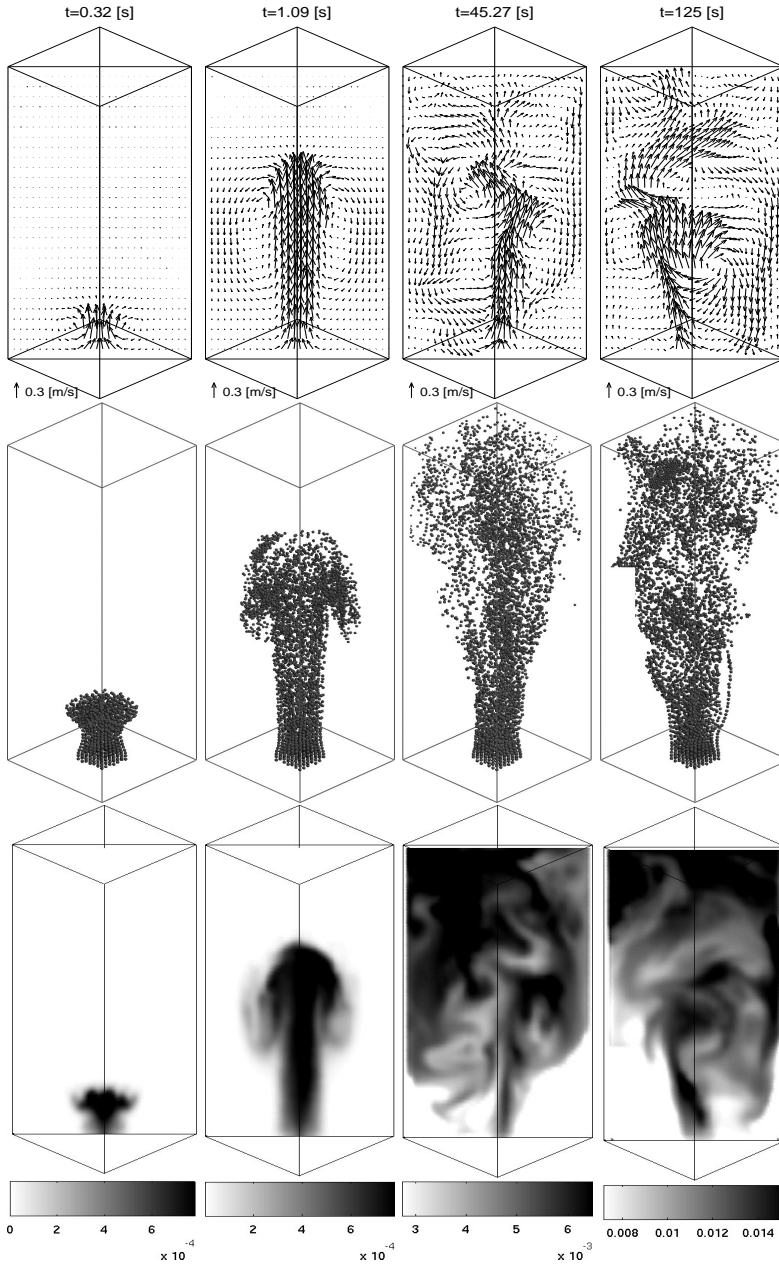 t=0.32 [s] t=1.09 [s] t=45.27 [s] t=125 [s]
0.3 [m/s] 0.3 [m/s] 0.3 [m/s] 0.3 [m/s]
0 2 4 6 2 4 6 3 4 5 6 0.008 0.01 0.012 0.014
x 10⁻⁴ x 10⁻⁴ x 10⁻³